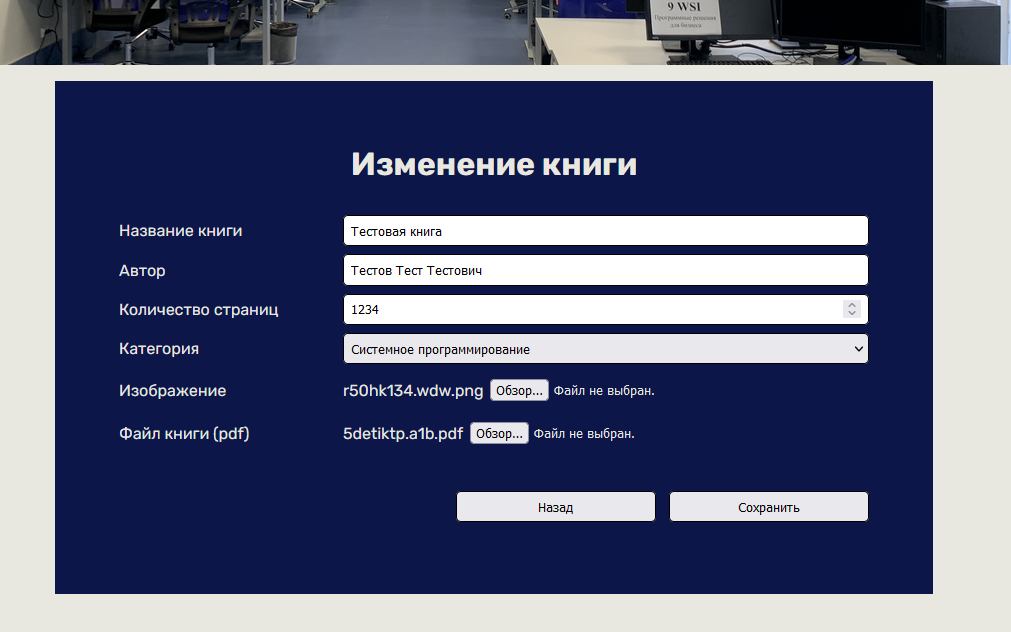 9 WSI
Программные решения
для бизнеса
Изменение книги
Название книги Тестовая книга
Автор Тестов Тест Тестович
Количество страниц 1234
Категория Системное программирование
Изображение r50hk134.wdw.png Обзор... Файл не выбран.
Файл книги (pdf) 5detiktp.a1b.pdf Обзор... Файл не выбран.
Назад Сохранить